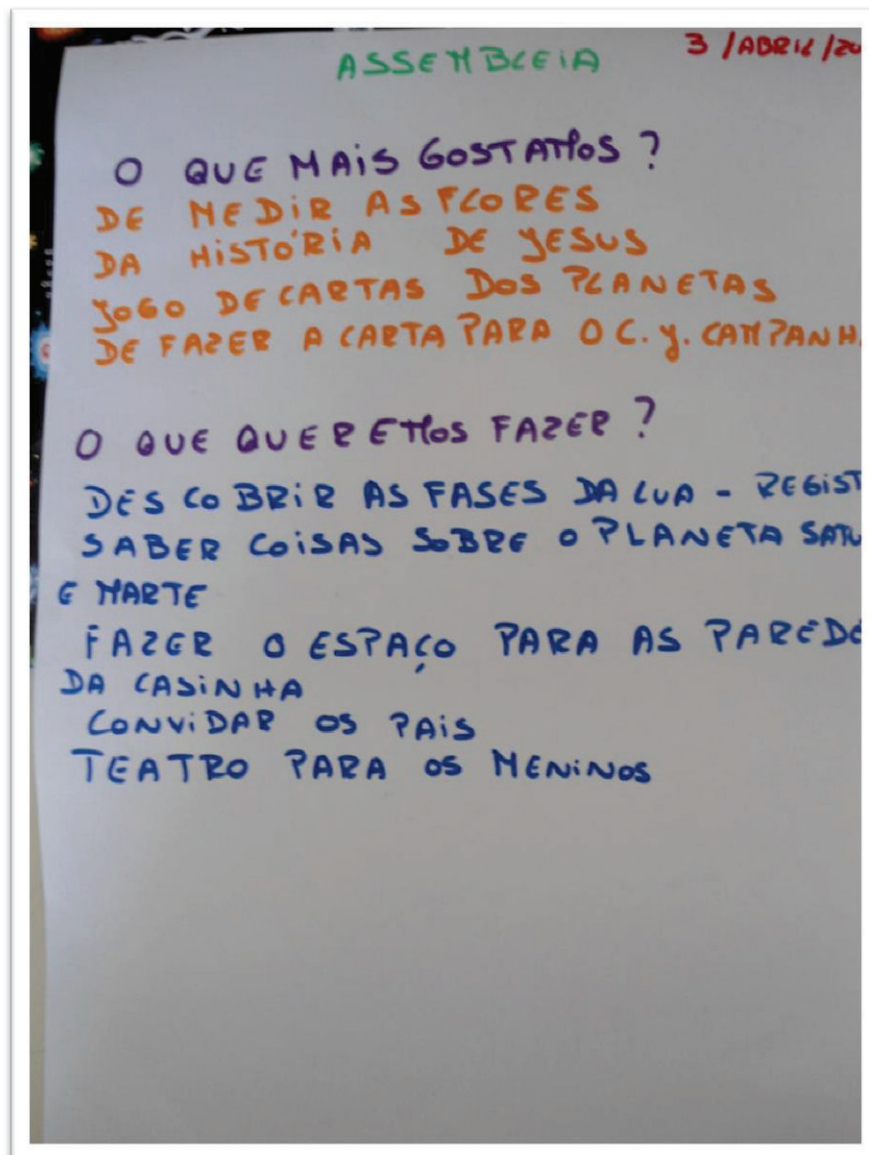 ASSEMBLEIA 3 /ABRIL/20
O QUE MAIS GOSTAMOS ?
DE MEDIR AS FLORES
DA HISTÓRIA DE JESUS
JOGO DE CARTAS DOS PLANETAS
DE FAZER A CARTA PARA O C. J. CAMPANH
O QUE QUEREMOS FAZER ?
DESCOBRIR AS FASES DA LUA - REGIST
SABER COISAS SOBRE O PLANETA SATU
E MARTE
FAZER O ESPAÇO PARA AS PAREDE
DA CASINHA
CONVIDAR OS PAIS
TEATRO PARA OS MENINOS